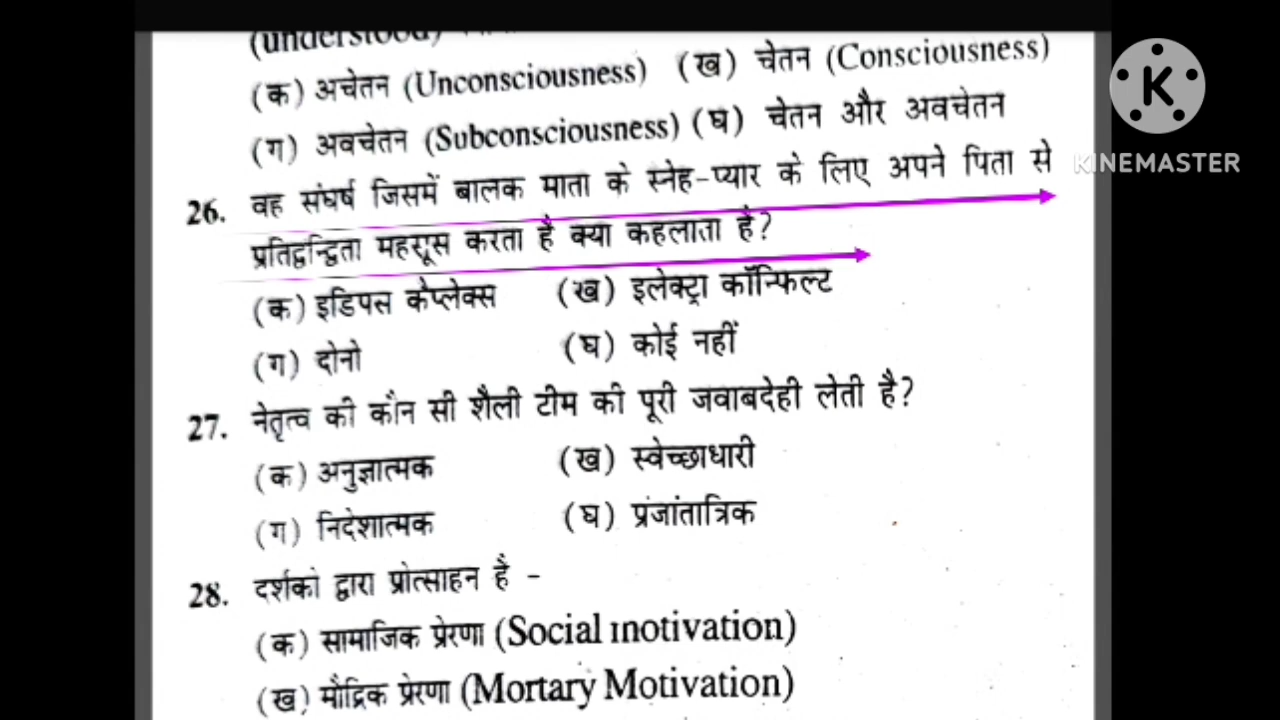 (understood)
(क) अचेतन (Unconsciousness) (ख) चेतन (Consciousness)
(ग) अवचेतन (Subconsciousness) (घ) चेतन और अवचेतन
26. वह संघर्ष जिसमें बालक माता के स्नेह-प्यार के लिए अपने पिता से
प्रतिद्वन्द्विता महसूस करता है क्या कहलाता है?
(क) इडिपस कॅप्लेक्स (ख) इलेक्ट्रा कॉन्फिल्ट
(ग) दोनो (घ) कोई नहीं
27. नेतृत्व की कौन सी शैली टीम की पूरी जवाबदेही लेती है?
(क) अनुज्ञात्मक (ख) स्वेच्छाधारी
(ग) निदेशात्मक (घ) प्रंजांतात्रिक
28. दर्शकों द्वारा प्रोत्साहन है -
(क) सामाजिक प्रेरणा (Social motivation)
(ख) मौद्रिक प्रेरणा (Mortary Motivation)
K
KINEMASTER